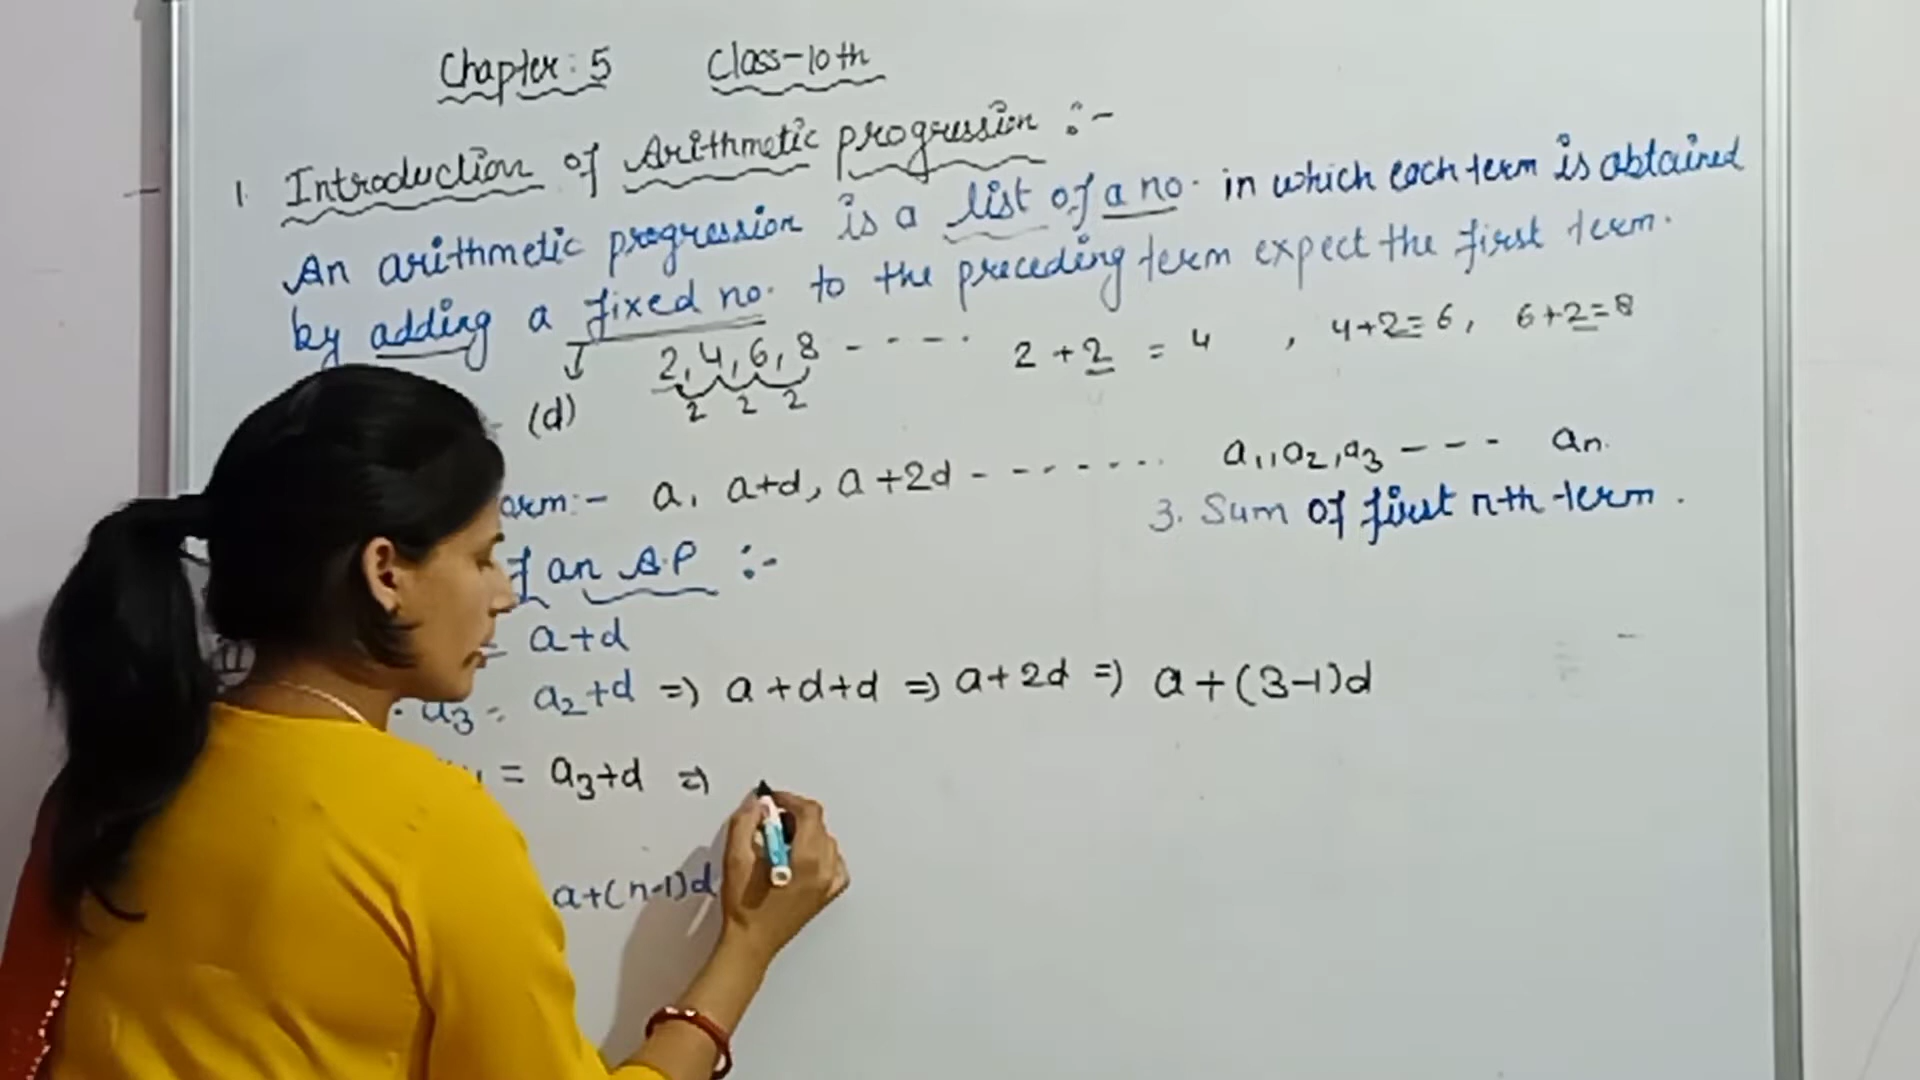 Chapter: 5 Class-10th
1. Introduction of Arithmetic progression :-
An arithmetic progression is a list of a no. in which each term is obtained
by adding a fixed no. to the preceding term expect the first term.
2, 4, 6, 8 - - - - . 2 + 2 = 4 , 4+2=6, 6+2=8
2 2 2
(d)
a, a+d, a+2d - - - - - - . . a1, a2, a3 - - - an.
3. Sum of first nth term.
of an A.P :-
= a+d
a3 = a2+d => a+d+d => a+2d => a+(3-1)d
= a3+d =>
a+(n-1)d